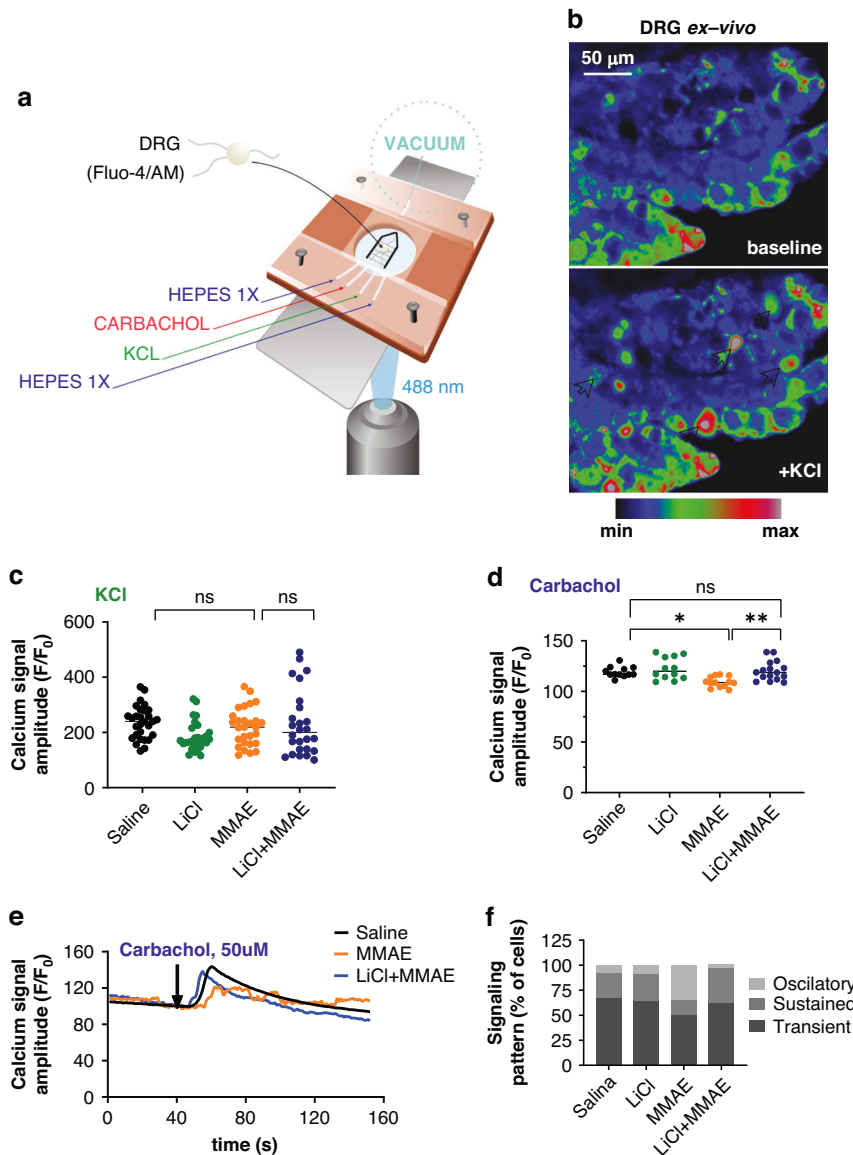 a
DRG
(Fluo-4/AM)
VACUUM
HEPES 1X
CARBACHOL
KCL
HEPES 1X
488 nm
b
DRG ex–vivo
50 µm
baseline
+KCl
min
max
c
KCl
ns
ns
Calcium signal
amplitude (F/F0)
600
400
200
0
Saline
LiCl
MMAE
LiCl+MMAE
d
Carbachol
ns
*
**
Calcium signal
amplitude (F/F0)
150
100
50
0
Saline
LiCl
MMAE
LiCl+MMAE
e
Carbachol, 50uM
Saline
MMAE
LiCl+MMAE
Calcium signal
amplitude (F/F0)
160
120
80
40
0
0
40
80
120
160
time (s)
f
Signaling
pattern (% of cells)
125
100
75
50
25
0
Oscilatory
Sustained
Transient
Salina
LiCl
MMAE
LiCl+MMAE